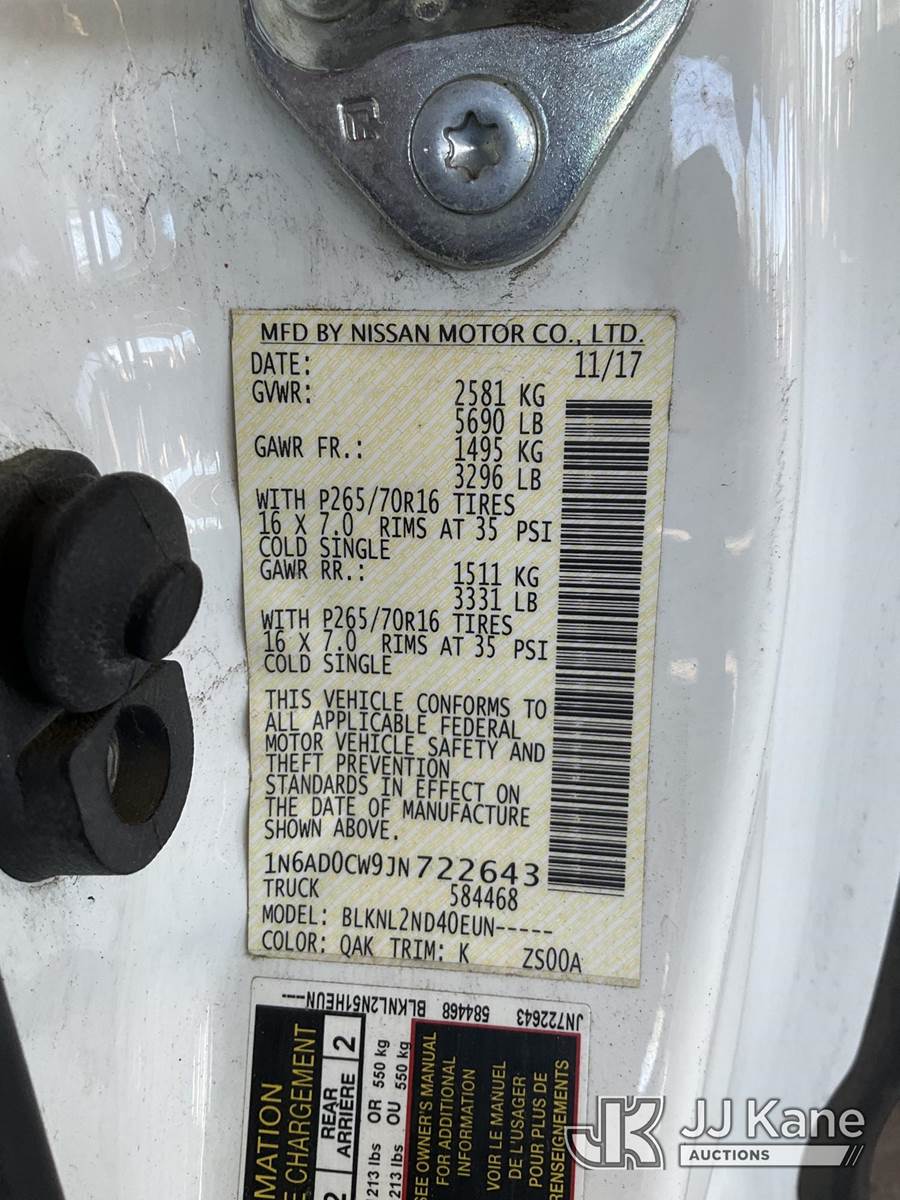 MFD BY NISSAN MOTOR CO., LTD.
DATE: 11/17
GVWR: 2581 KG
5690 LB
GAWR FR.: 1495 KG
3296 LB
WITH P265/70R16 TIRES
16 X 7.0 RIMS AT 35 PSI
COLD SINGLE
GAWR RR.: 1511 KG
3331 LB
WITH P265/70R16 TIRES
16 X 7.0 RIMS AT 35 PSI
COLD SINGLE
THIS VEHICLE CONFORMS TO
ALL APPLICABLE FEDERAL
MOTOR VEHICLE SAFETY AND
THEFT PREVENTION
STANDARDS IN EFFECT ON
THE DATE OF MANUFACTURE
SHOWN ABOVE.
1N6AD0CW9JN722643
TRUCK 584468
MODEL: BLKNL2ND40EUN-----
COLOR: QAK TRIM: K ZS00A
JN722643 584468 BLKNL2N51HEUN---
MATION
E CHARGEMENT
2 REAR 2
ARRIÈRE
213 lbs OR 550 kg
213 lbs OU 550 kg
SEE OWNER'S MANUAL
FOR ADDITIONAL
INFORMATION
VOIR LE MANUEL
DE L'USAGER
POUR PLUS DE
RENSEIGNEMENTS
JK JJ Kane
AUCTIONS